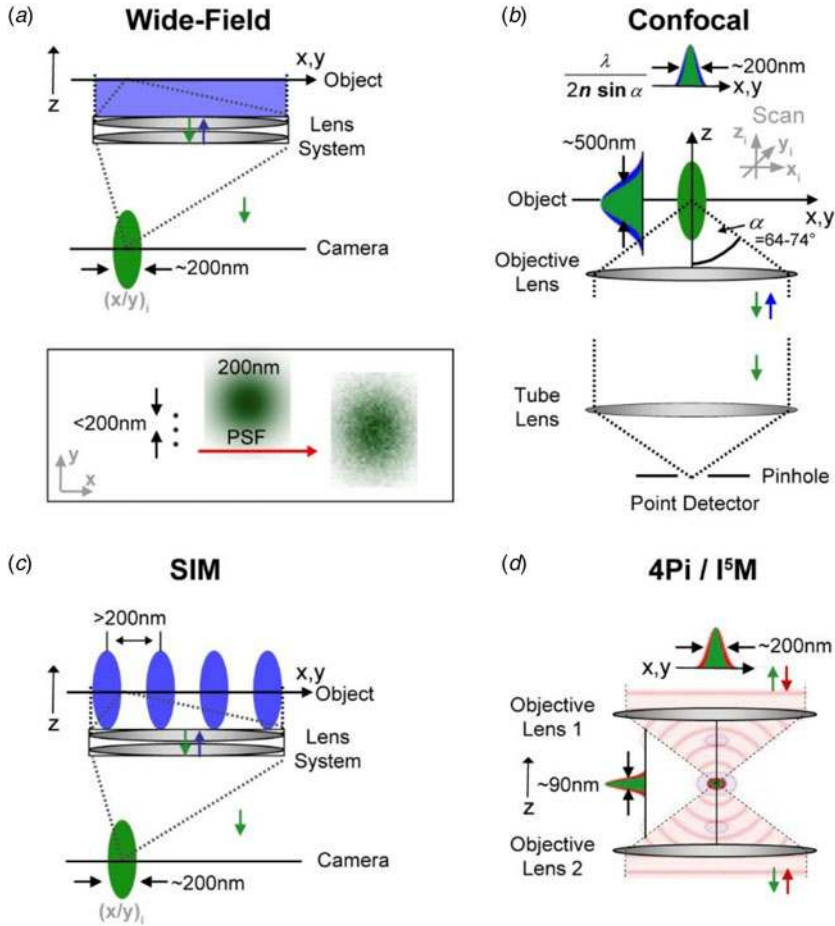 (a)
Wide-Field
z
x,y
Object
Lens
System
Camera
~200nm
(x/y)i
<200nm
200nm
PSF
y
x
(b)
Confocal
λ
2n sin α
~200nm
x,y
Scan
zi
yi
xi
z
~500nm
Object
x,y
α
=64-74°
Objective
Lens
Tube
Lens
Pinhole
Point Detector
(c)
SIM
>200nm
z
x,y
Object
Lens
System
Camera
~200nm
(x/y)i
(d)
4Pi / I⁵M
~200nm
x,y
Objective
Lens 1
z
~90nm
Objective
Lens 2